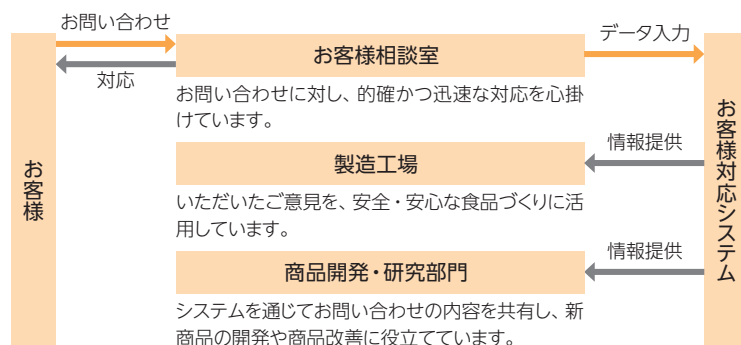 お問い合わせ
対応
お客様
お客様相談室
お問い合わせに対し、的確かつ迅速な対応を心掛
けています。
データ入力
製造工場
いただいたご意見を、安全・安心な食品づくりに活
用しています。
情報提供
商品開発・研究部門
システムを通じてお問い合わせの内容を共有し、新
商品の開発や商品改善に役立てています。
情報提供
お客様対応システム